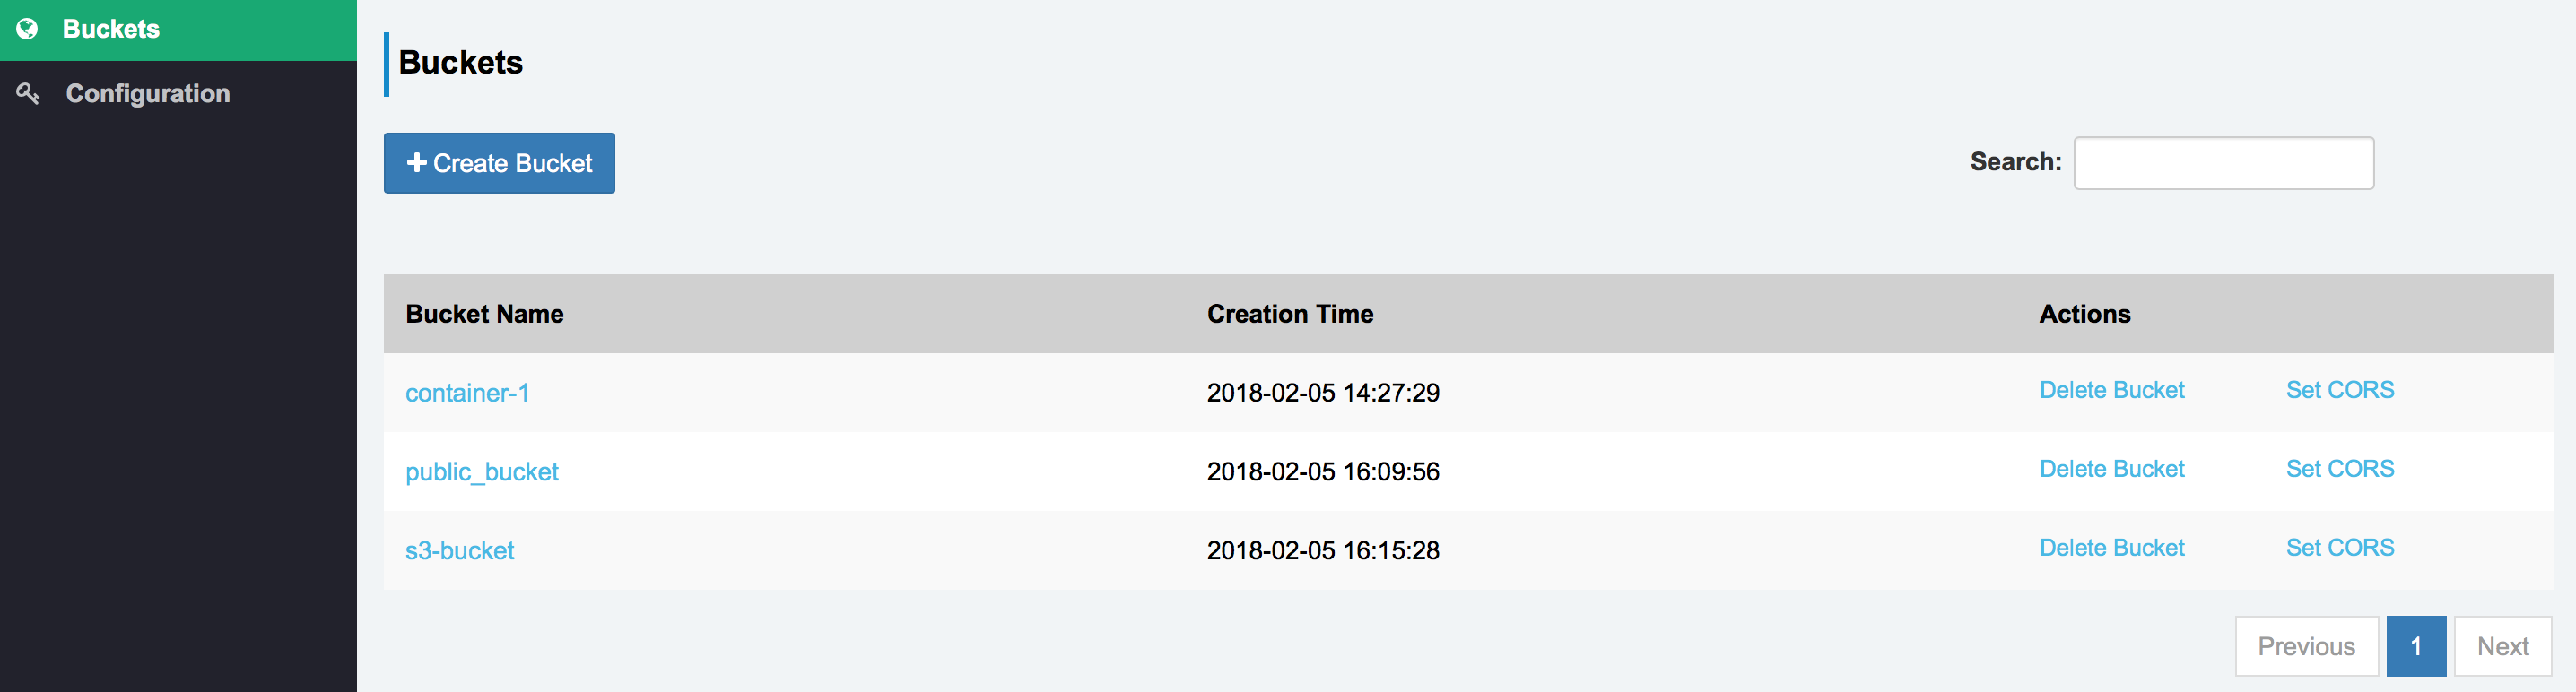 Buckets
Configuration
Buckets
Create Bucket
Search:
Bucket Name Creation Time Actions
container-1 2018-02-05 14:27:29 Delete Bucket Set CORS
public_bucket 2018-02-05 16:09:56 Delete Bucket Set CORS
s3-bucket 2018-02-05 16:15:28 Delete Bucket Set CORS
Previous 1 Next